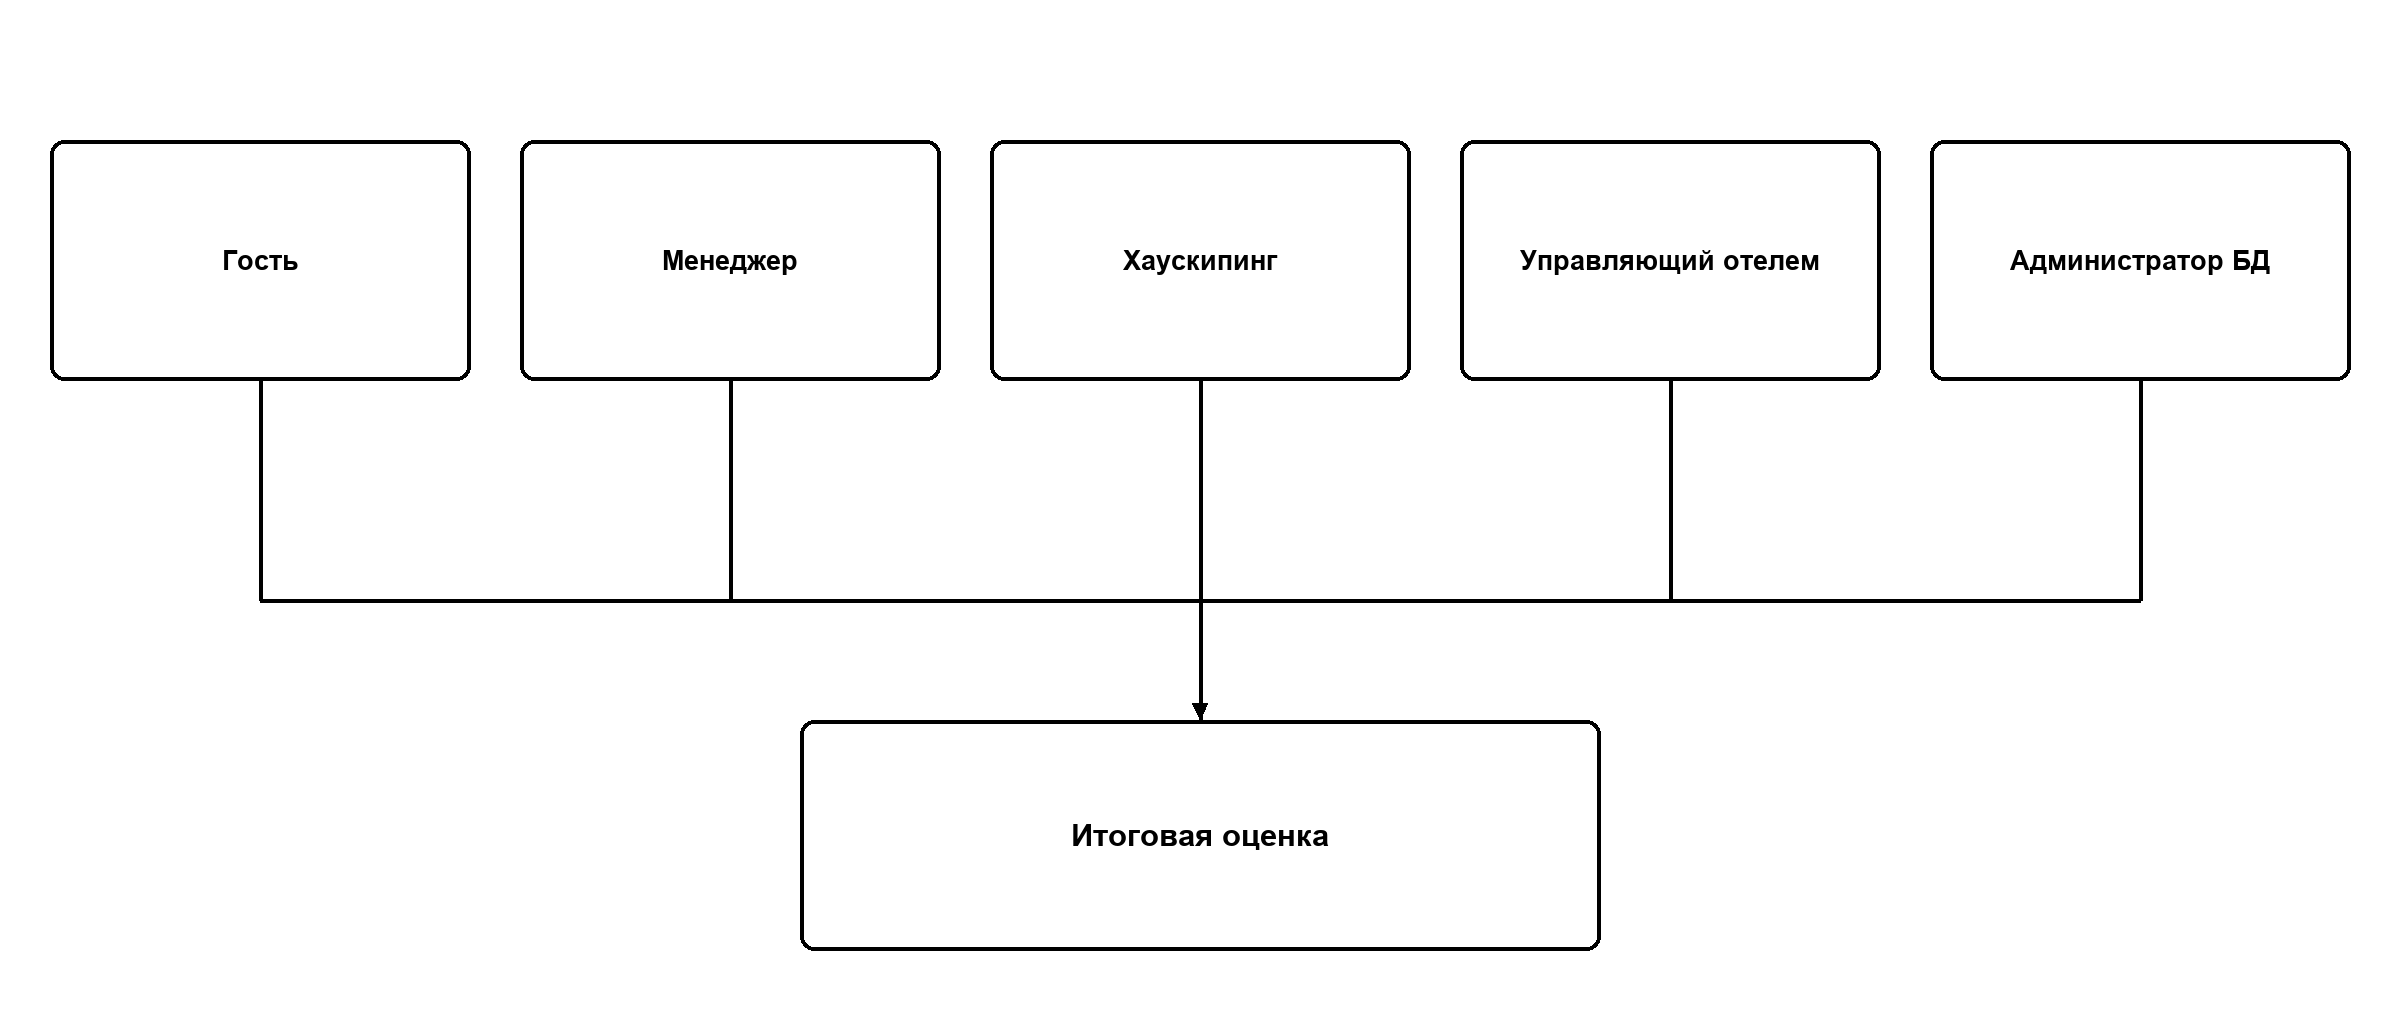 Гость
Менеджер
Хаускипинг
Управляющий отелем
Администратор БД
Итоговая оценка